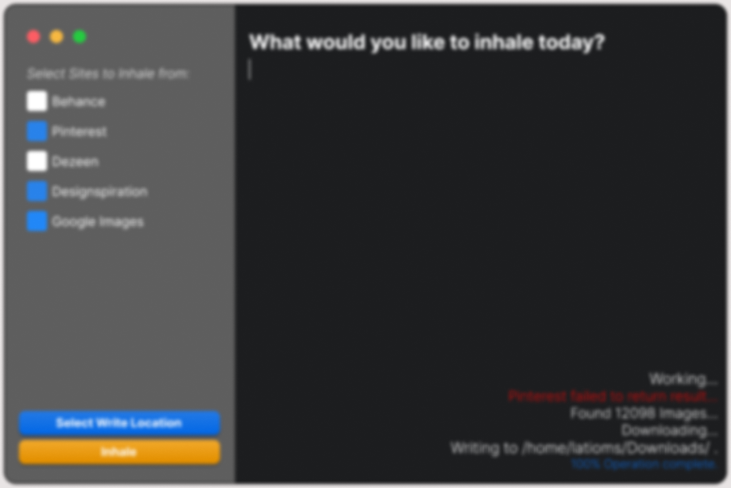 What would you like to inhale today?
Select Sites to Inhale from:
Behance
Pinterest
Dezeen
Designspiration
Google Images
Select Write Location
Inhale
Working...
Pinterest failed to return result...
Found 12098 Images...
Downloading...
Writing to /home/latioms/Downloads/ .
100% Operation complete